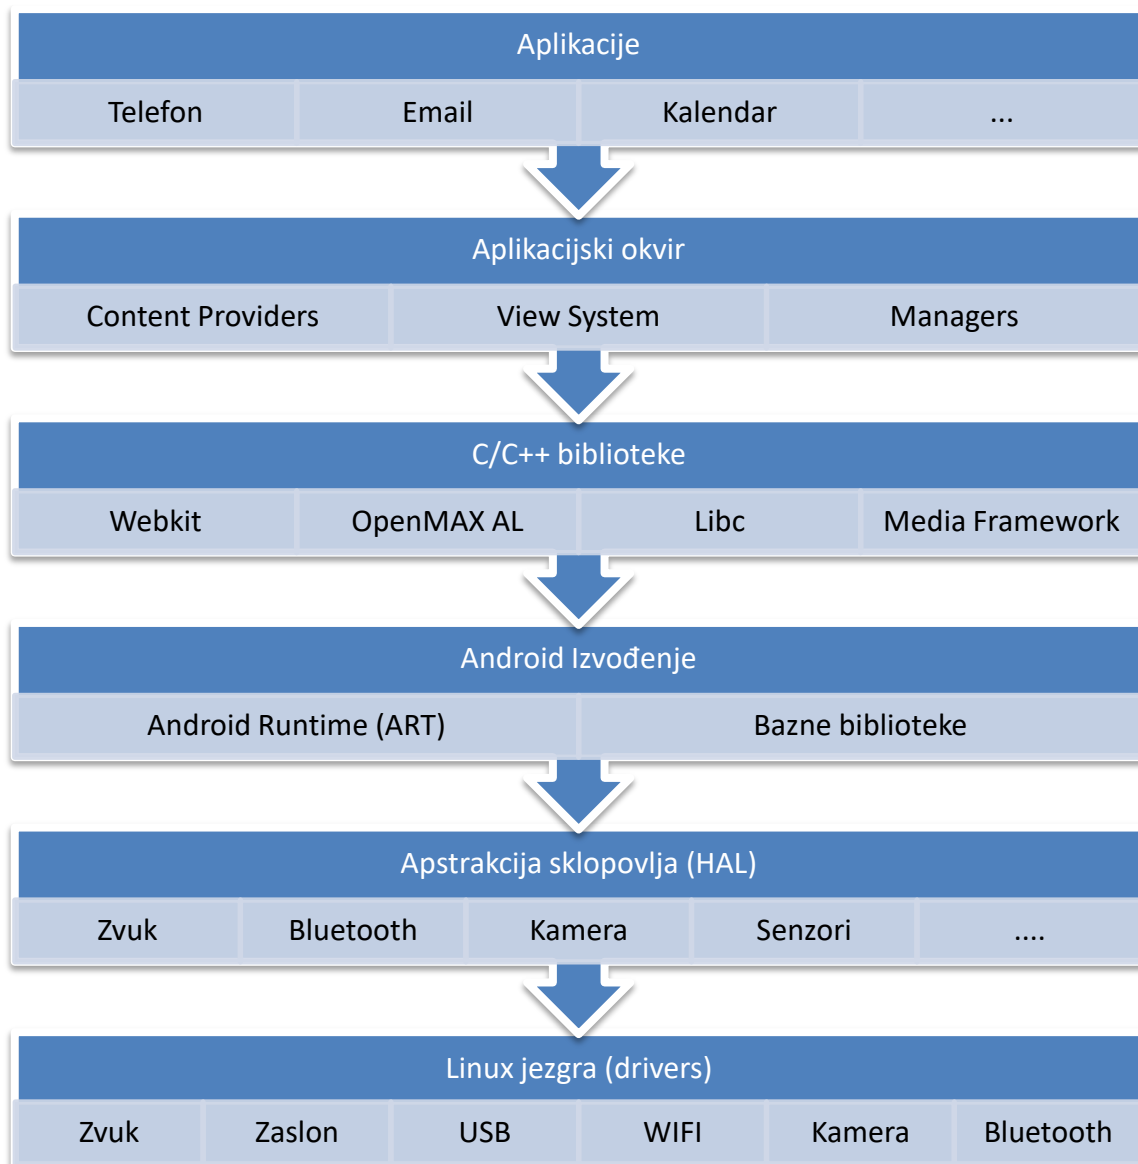 Aplikacije
Telefon Email Kalendar ...
Aplikacijski okvir
Content Providers View System Managers
C/C++ biblioteke
Webkit OpenMAX AL Libc Media Framework
Android Izvođenje
Android Runtime (ART) Bazne biblioteke
Apstrakcija sklopovlja (HAL)
Zvuk Bluetooth Kamera Senzori ....
Linux jezgra (drivers)
Zvuk Zaslon USB WIFI Kamera Bluetooth